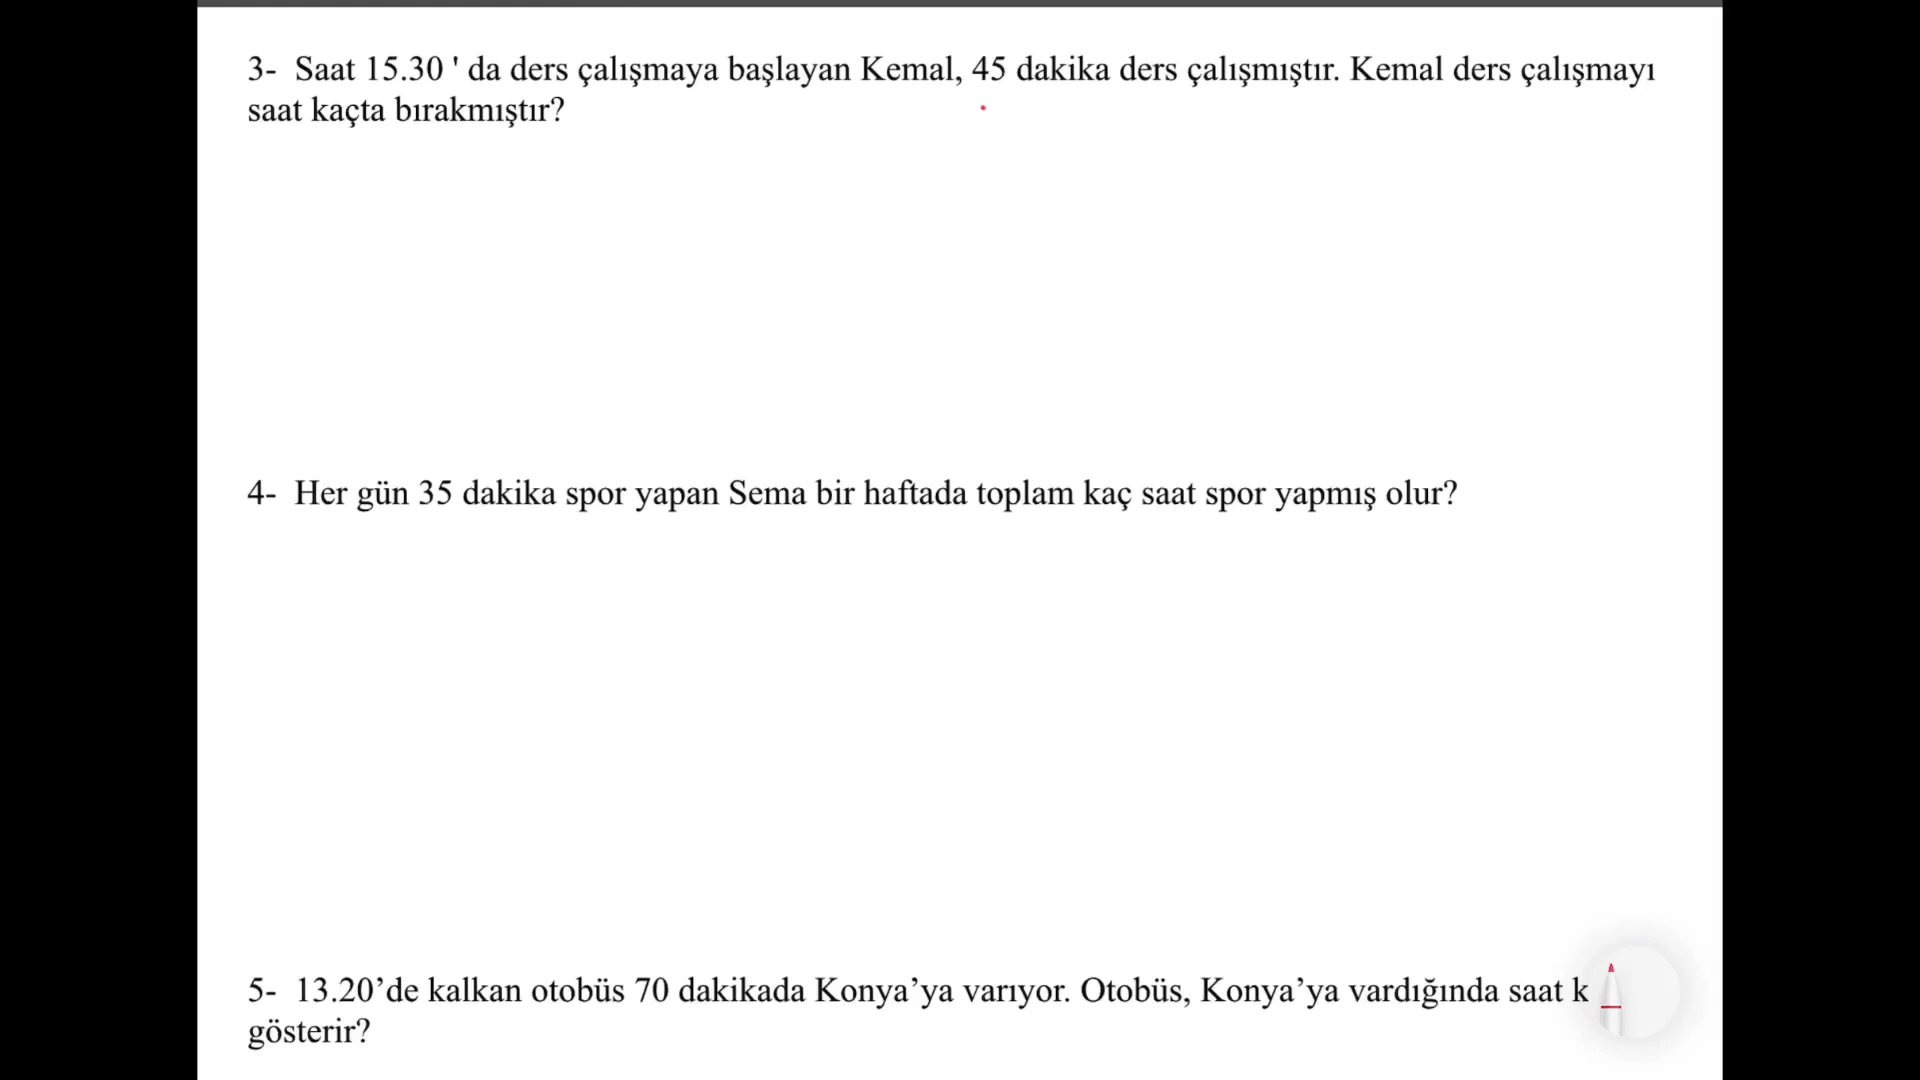 3- Saat 15.30 ' da ders çalışmaya başlayan Kemal, 45 dakika ders çalışmıştır. Kemal ders çalışmayı
saat kaçta bırakmıştır?
4- Her gün 35 dakika spor yapan Sema bir haftada toplam kaç saat spor yapmış olur?
5- 13.20’de kalkan otobüs 70 dakikada Konya’ya varıyor. Otobüs, Konya’ya vardığında saat
gösterir?